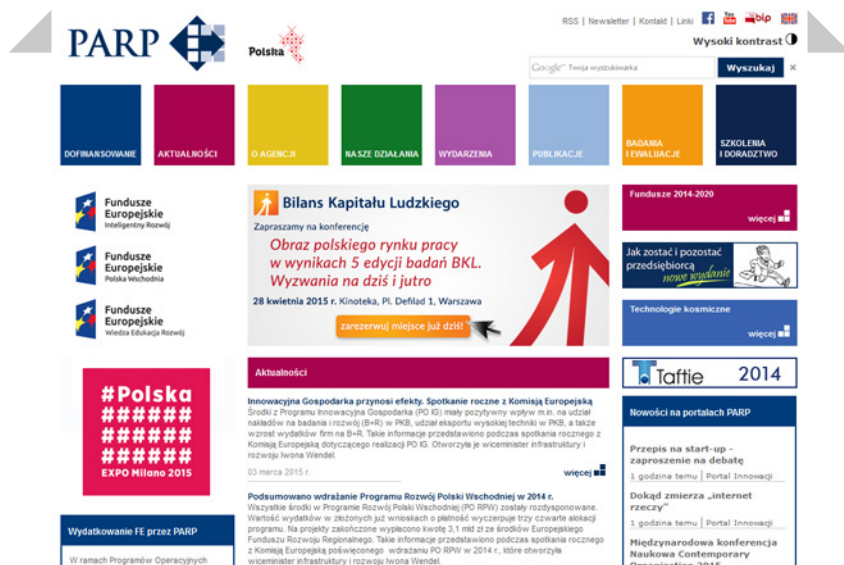 RSS | Newsletter | Kontakt | Linki
You Tube
bip
PARP
Polska
Wysoki kontrast
Google™ Twoja wyszukiwarka
Wyszukaj
×
DOFINANSOWANIE
AKTUALNOŚCI
O AGENCJI
NASZE DZIAŁANIA
WYDARZENIA
PUBLIKACJE
BADANIA
I EWALUACJE
SZKOLENIA
I DORADZTWO
Fundusze
Europejskie
Inteligentny Rozwój
Fundusze
Europejskie
Polska Wschodnia
Fundusze
Europejskie
Wiedza Edukacja Rozwój
#Polska
######
######
######
EXPO Milano 2015
Wydatkowanie FE przez PARP
W ramach Programów Operacyjnych
Bilans Kapitału Ludzkiego
Zapraszamy na konferencję
Obraz polskiego rynku pracy
w wynikach 5 edycji badań BKL.
Wyzwania na dziś i jutro
28 kwietnia 2015 r. Kinoteka, Pl. Defilad 1, Warszawa
zarezerwuj miejsce już dziś!
Aktualności
Innowacyjna Gospodarka przynosi efekty. Spotkanie roczne z Komisją Europejską
Środki z Programu Innowacyjna Gospodarka (PO IG) miały pozytywny wpływ m.in. na udział
nakładów na badania i rozwój (B+R) w PKB, udział eksportu wysokiej techniki w PKB, a także
wzrost wydatków firm na B+R. Takie informacje przedstawiono podczas spotkania rocznego z
Komisją Europejską dotyczącego realizacji PO IG. Otworzyła je wiceminister infrastruktury i
rozwoju Iwona Wendel.
03 marca 2015 r.
więcej
Podsumowano wdrażanie Programu Rozwój Polski Wschodniej w 2014 r.
Wszystkie środki w Programie Rozwój Polski Wschodniej (PO RPW) zostały rozdysponowane.
Wartość wydatków w złożonych już wnioskach o płatność wyczerpuje trzy czwarte alokacji
programu. Na projekty zakończone wypłacono kwotę 3,1 mld zł ze środków Europejskiego
Funduszu Rozwoju Regionalnego. Takie informacje przedstawiono podczas spotkania rocznego
z Komisją Europejską poświęconego wdrażaniu PO RPW w 2014 r., które otworzyła
wiceminister infrastruktury i rozwoju Iwona Wendel.
Fundusze 2014-2020
więcej
Jak zostać i pozostać
przedsiębiorcą
nowe wydanie
Technologie kosmiczne
więcej
Taftie 2014
Nowości na portalach PARP
Przepis na start-up -
zaproszenie na debatę
1 godzina temu | Portal Innowacji
Dokąd zmierza „internet
rzeczy”
1 godzina temu | Portal Innowacji
Międzynarodowa konferencja
Naukowa Contemporary
Organization 2015